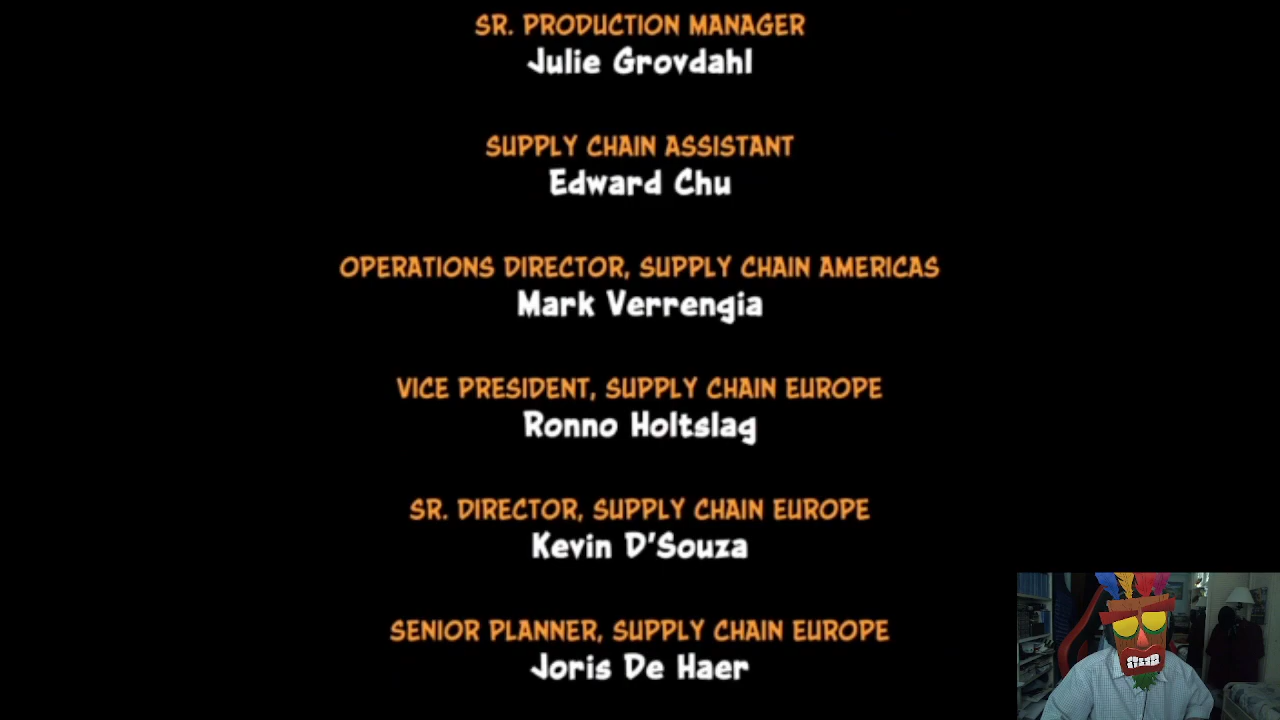 SR. PRODUCTION MANAGER
Julie Grovdahl
SUPPLY CHAIN ASSISTANT
Edward Chu
OPERATIONS DIRECTOR, SUPPLY CHAIN AMERICAS
Mark Verrengia
VICE PRESIDENT, SUPPLY CHAIN EUROPE
Ronno Holtslag
SR. DIRECTOR, SUPPLY CHAIN EUROPE
Kevin D'Souza
SENIOR PLANNER, SUPPLY CHAIN EUROPE
Joris De Haer